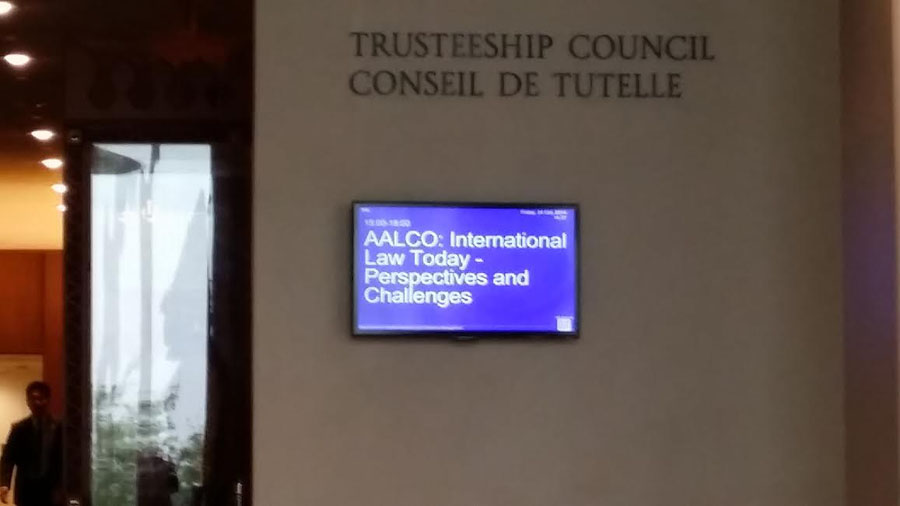 TRUSTEESHIP COUNCIL
CONSEIL DE TUTELLE
AALCO: International
Law Today -
Perspectives and
Challenges